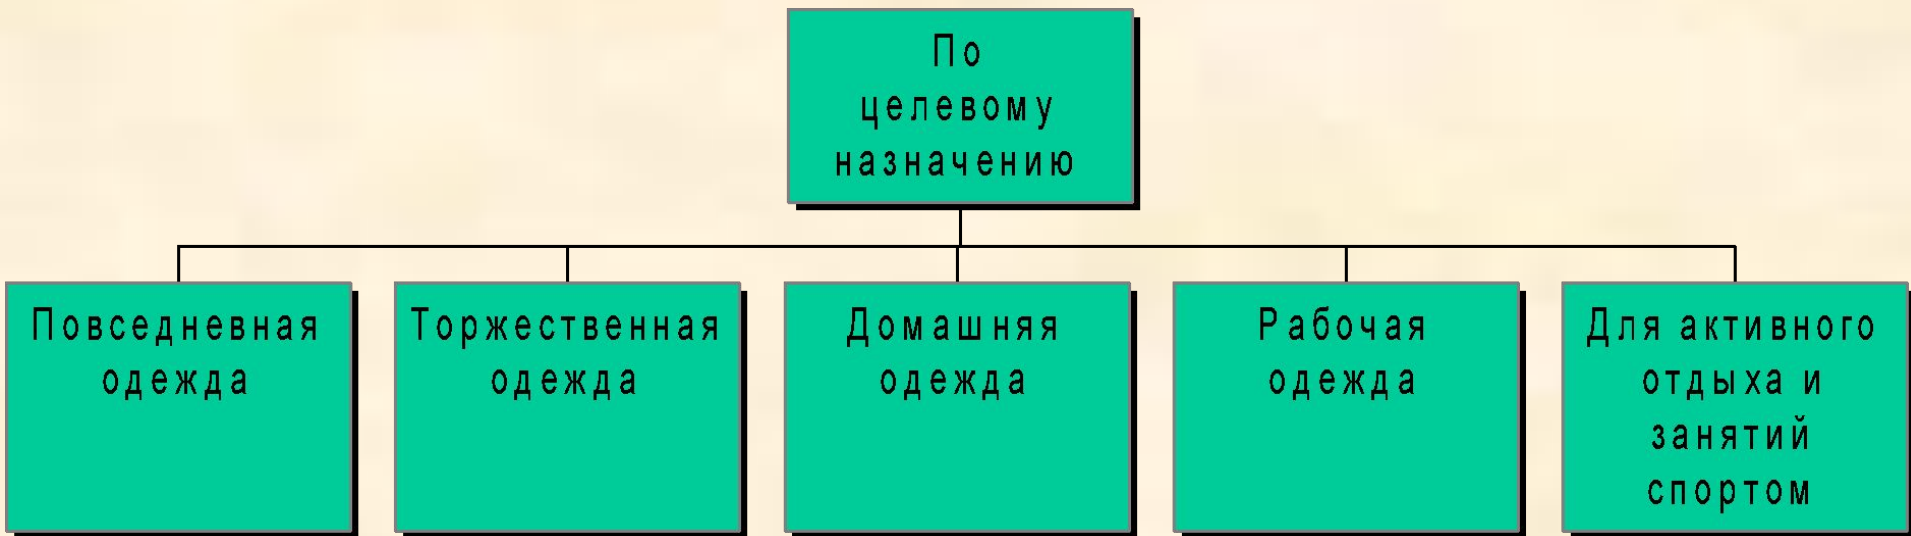 По
целевому
назначению
Повседневная
одежда
Торжественная
одежда
Домашняя
одежда
Рабочая
одежда
Для активного
отдыха и
занятий
спортом